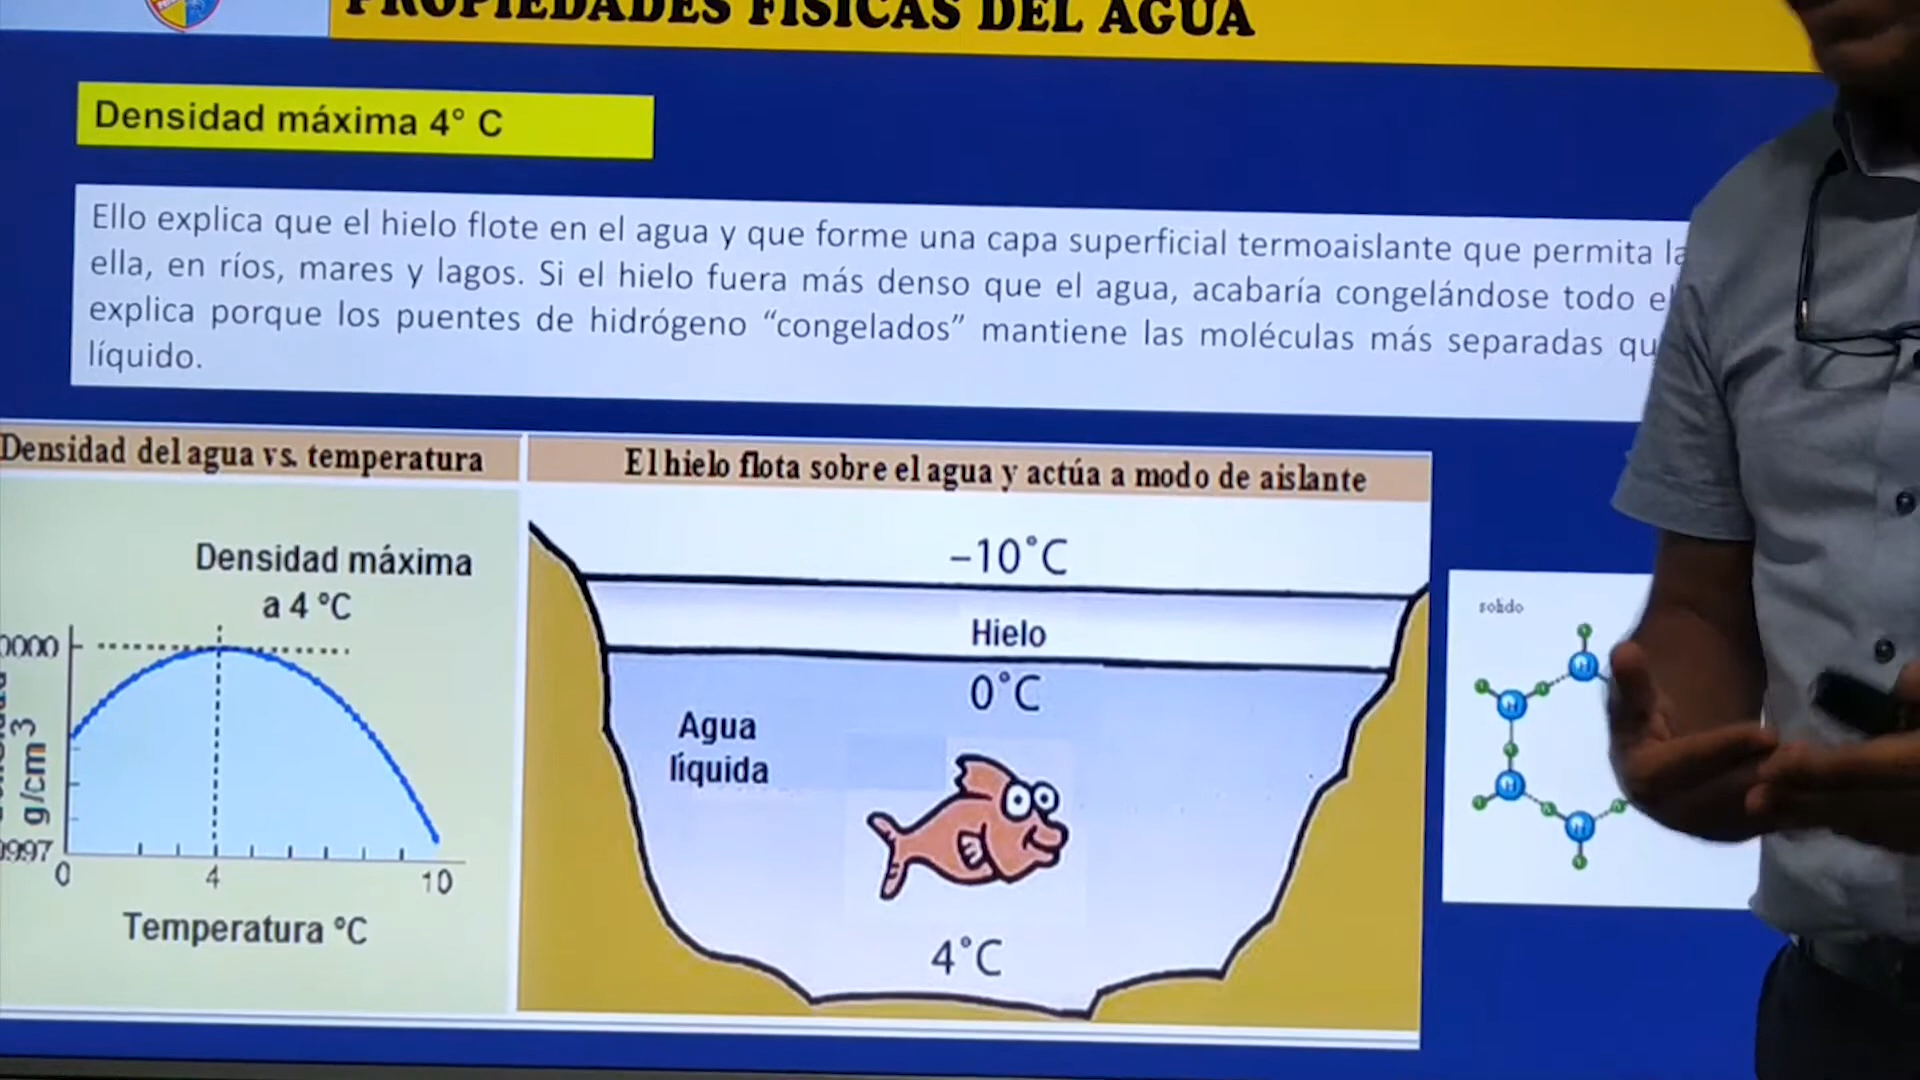 PROPIEDADES FÍSICAS DEL AGUA
Densidad máxima 4° C
Ello explica que el hielo flote en el agua y que forme una capa superficial termoaislante que permita la
ella, en ríos, mares y lagos. Si el hielo fuera más denso que el agua, acabaría congelándose todo el
explica porque los puentes de hidrógeno “congelados” mantiene las moléculas más separadas qu
líquido.
Densidad del agua vs. temperatura
El hielo flota sobre el agua y actúa a modo de aislante
Densidad máxima
a 4 °C
0000
g/cm3
9997
0
4
10
Temperatura °C
–10°C
Hielo
0°C
Agua
líquida
4°C
solido
H
H
H
H